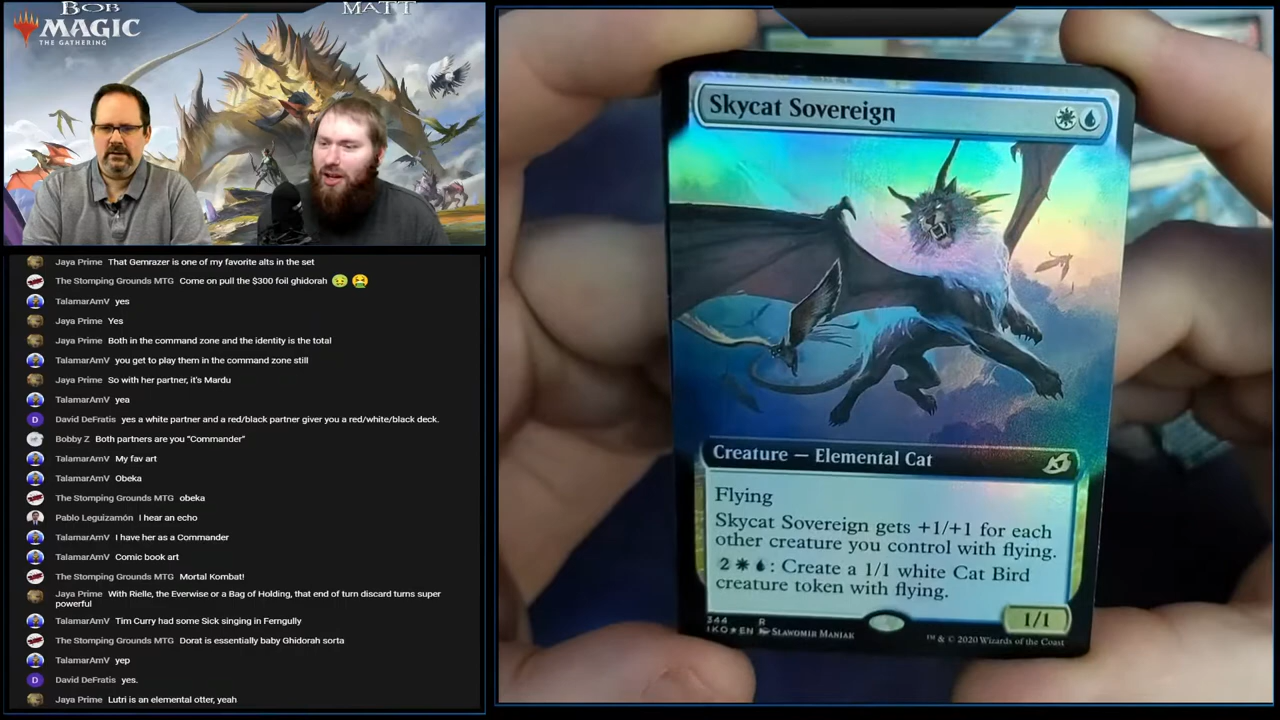 BOB
MATT
MAGIC
THE GATHERING
Jaya Prime That Gemrazer is one of my favorite alts in the set
The Stomping Grounds MTG Come on pull the $300 foil ghidorah 🤢 🤮
TalamarAmV yes
Jaya Prime Yes
Jaya Prime Both in the command zone and the identity is the total
TalamarAmV you get to play them in the command zone still
Jaya Prime So with her partner, it's Mardu
TalamarAmV yea
D David DeFratis yes a white partner and a red/black partner give you a red/white/black deck.
Bobby Z Both partners are you “Commander”
TalamarAmV My fav art
TalamarAmV Obeka
The Stomping Grounds MTG obeka
Pablo Leguizamón I hear an echo
TalamarAmV I have her as a Commander
TalamarAmV Comic book art
The Stomping Grounds MTG Mortal Kombat!
Jaya Prime With Rielle, the Everwise or a Bag of Holding, that end of turn discard turns super
powerful
TalamarAmV Tim Curry had some Sick singing in Ferngully
The Stomping Grounds MTG Dorat is essentially baby Ghidorah sorta
TalamarAmV yep
D David DeFratis yes.
Jaya Prime Lutri is an elemental otter, yeah
Skycat Sovereign
Creature — Elemental Cat
Flying
Skycat Sovereign gets +1/+1 for each
other creature you control with flying.
2 : Create a 1/1 white Cat Bird
creature token with flying.
1/1
344 R
IKO ★ EN Slawomir Maniak
™ & © 2020 Wizards of the Coast